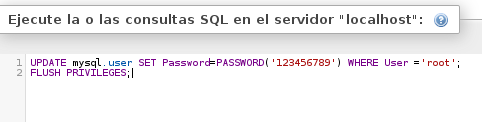 Ejecute la o las consultas SQL en el servidor "localhost":
1 UPDATE mysql.user SET Password=PASSWORD('123456789') WHERE User ='root';
2 FLUSH PRIVILEGES;